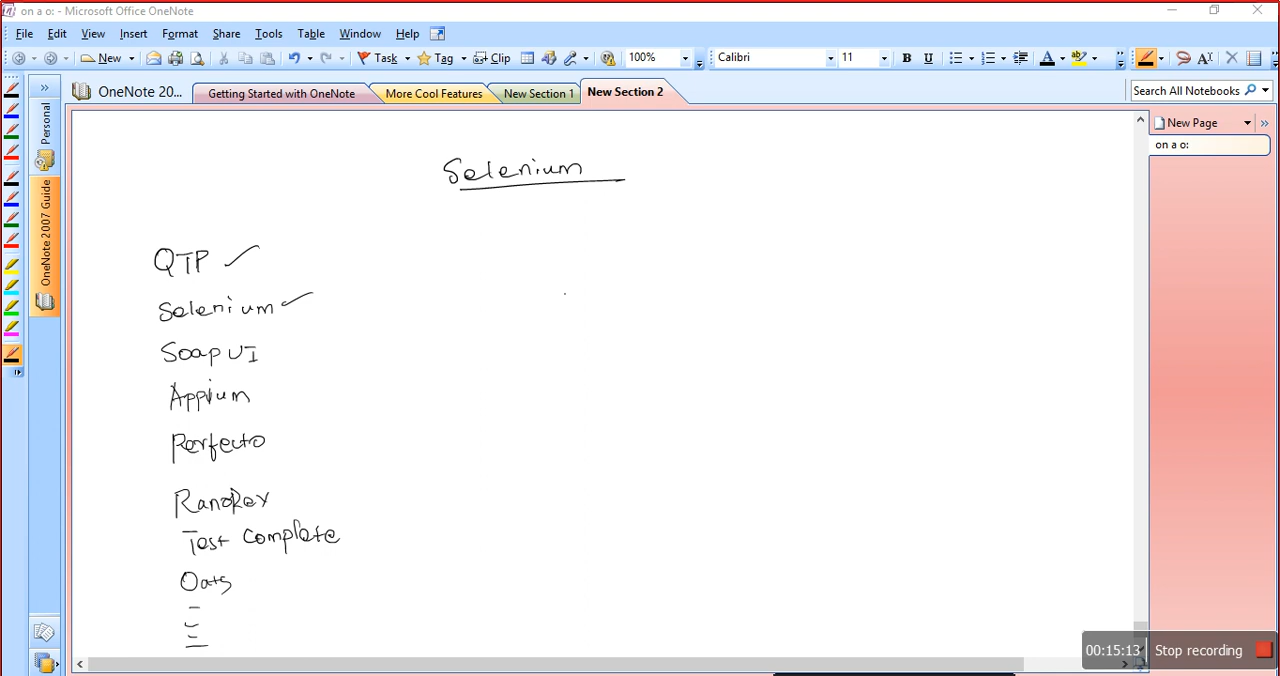 on a o: - Microsoft Office OneNote
File Edit View Insert Format Share Tools Table Window Help
New Task Tag Clip 100% Calibri 11 B U
OneNote 20... Getting Started with OneNote More Cool Features New Section 1 New Section 2 Search All Notebooks
Personal
OneNote 2007 Guide
New Page
on a o:
Selenium
QTP
Selenium
Soap UI
Appium
Perfecto
Ranorex
Test complete
Oats
00:15:13 Stop recording